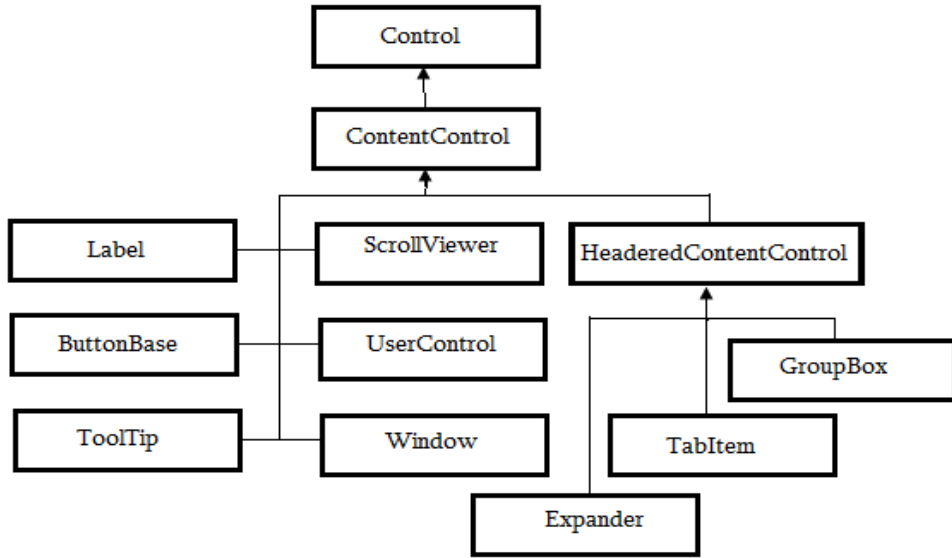 Control
ContentControl
Label
ScrollViewer
HeaderedContentControl
ButtonBase
UserControl
GroupBox
ToolTip
Window
TabItem
Expander